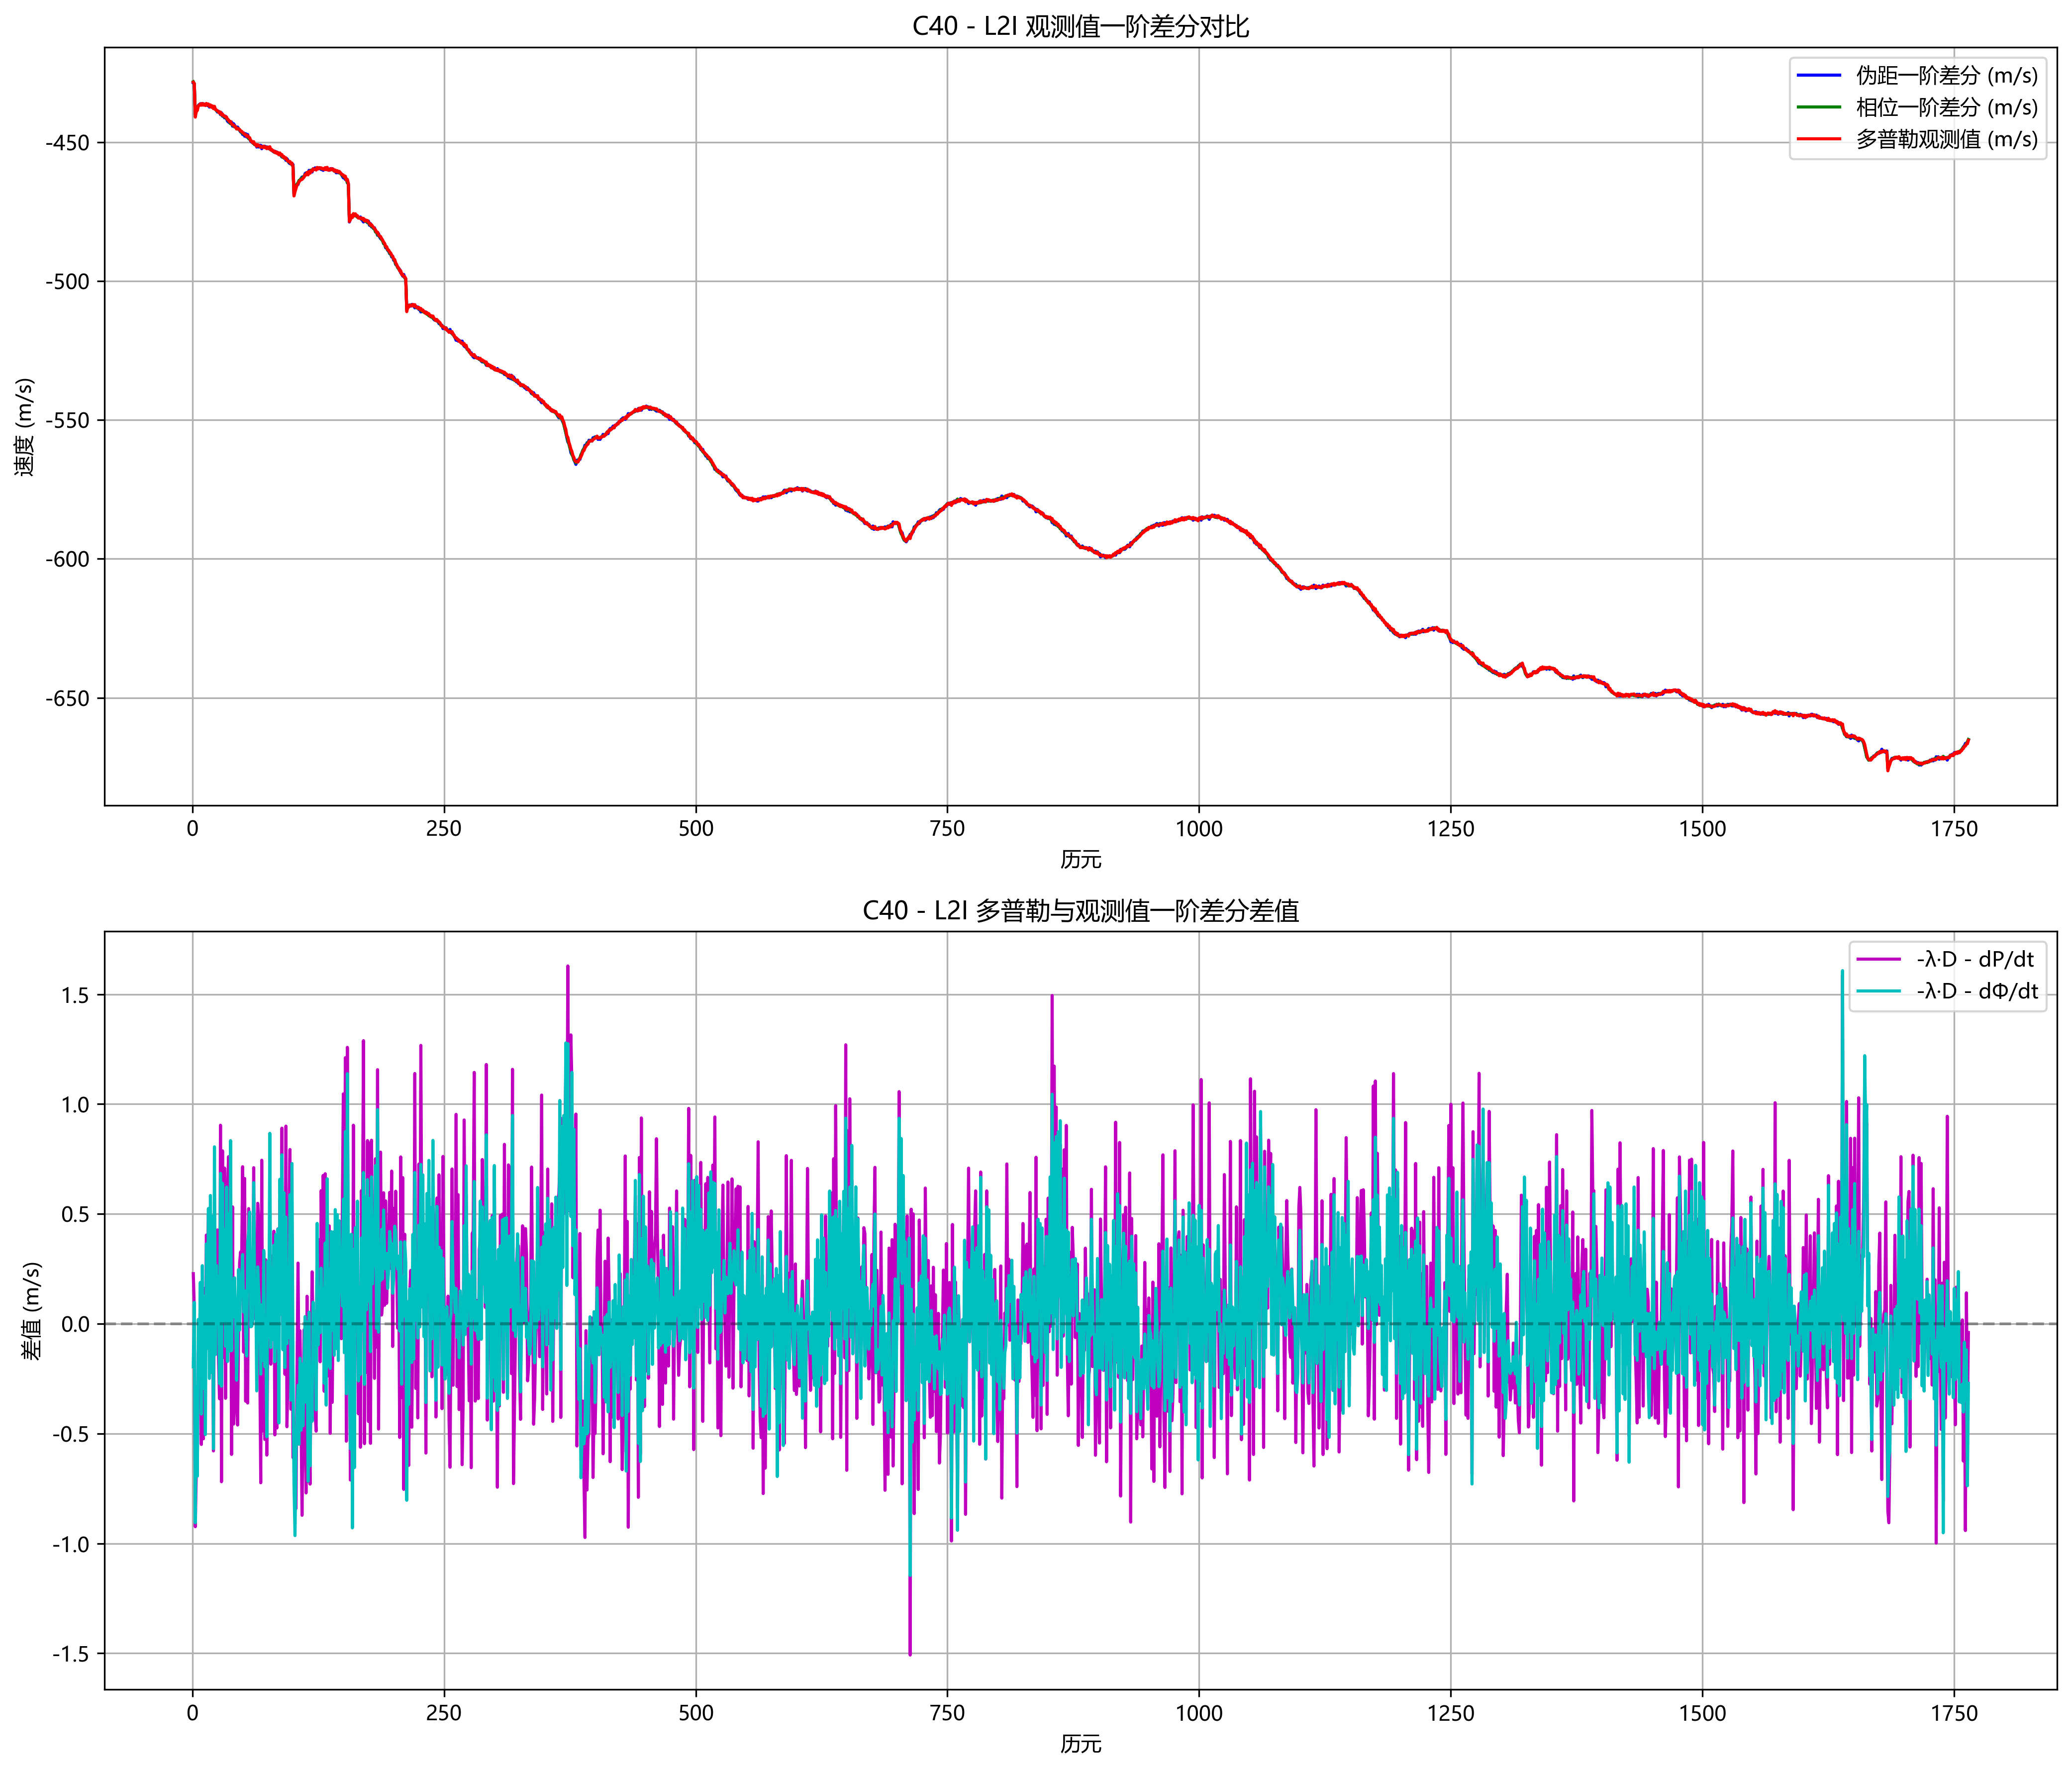 C40 - L2I 观测值一阶差分对比
伪距一阶差分 (m/s)
相位一阶差分 (m/s)
多普勒观测值 (m/s)
速度 (m/s)
-450
-500
-550
-600
-650
0 250 500 750 1000 1250 1500 1750
历元
C40 - L2I 多普勒与观测值一阶差分差值
-λ·D - dP/dt
-λ·D - dΦ/dt
差值 (m/s)
1.5
1.0
0.5
0.0
-0.5
-1.0
-1.5
0 250 500 750 1000 1250 1500 1750
历元